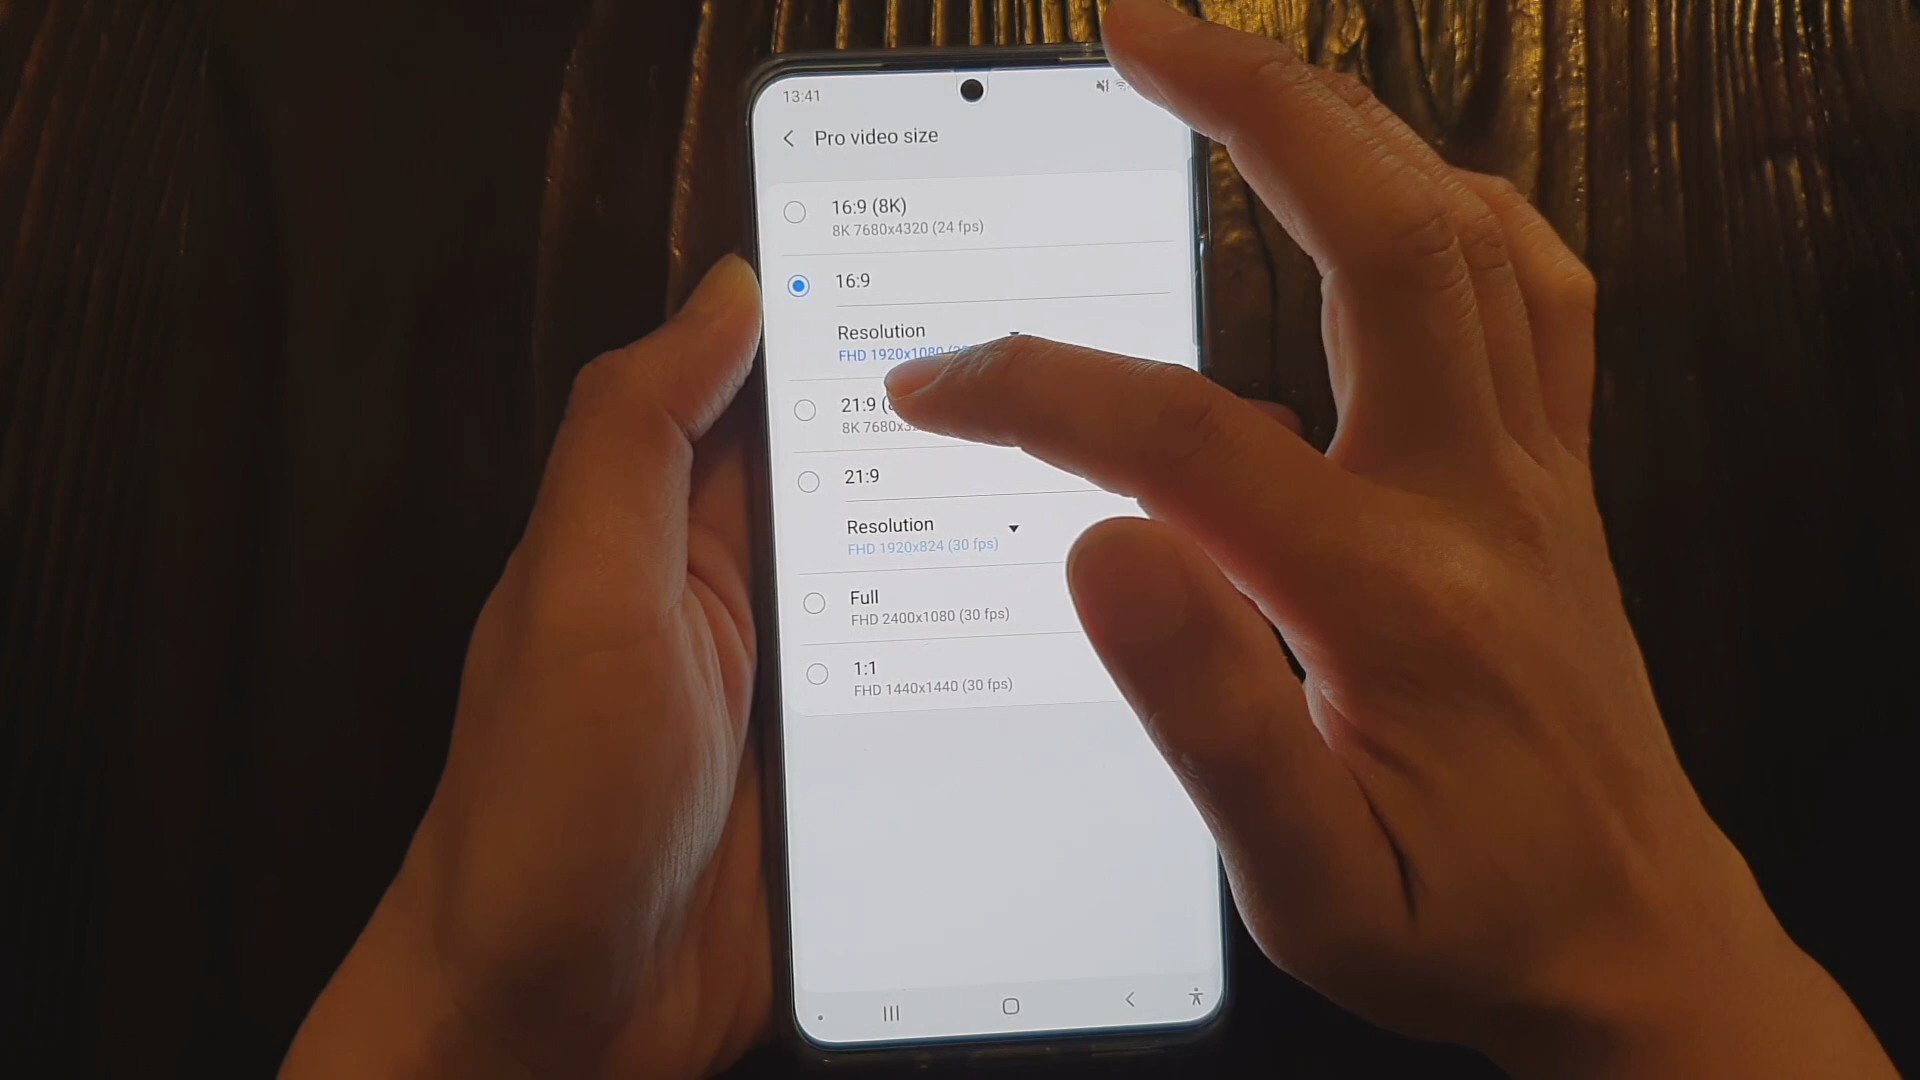 13:41
Pro video size
16:9 (8K)
8K 7680x4320 (24 fps)
16:9
Resolution
FHD 1920x1080
21:9
8K
21:9
Resolution
FHD 1920x824 (30 fps)
Full
FHD 2400x1080 (30 fps)
1:1
FHD 1440x1440 (30 fps)